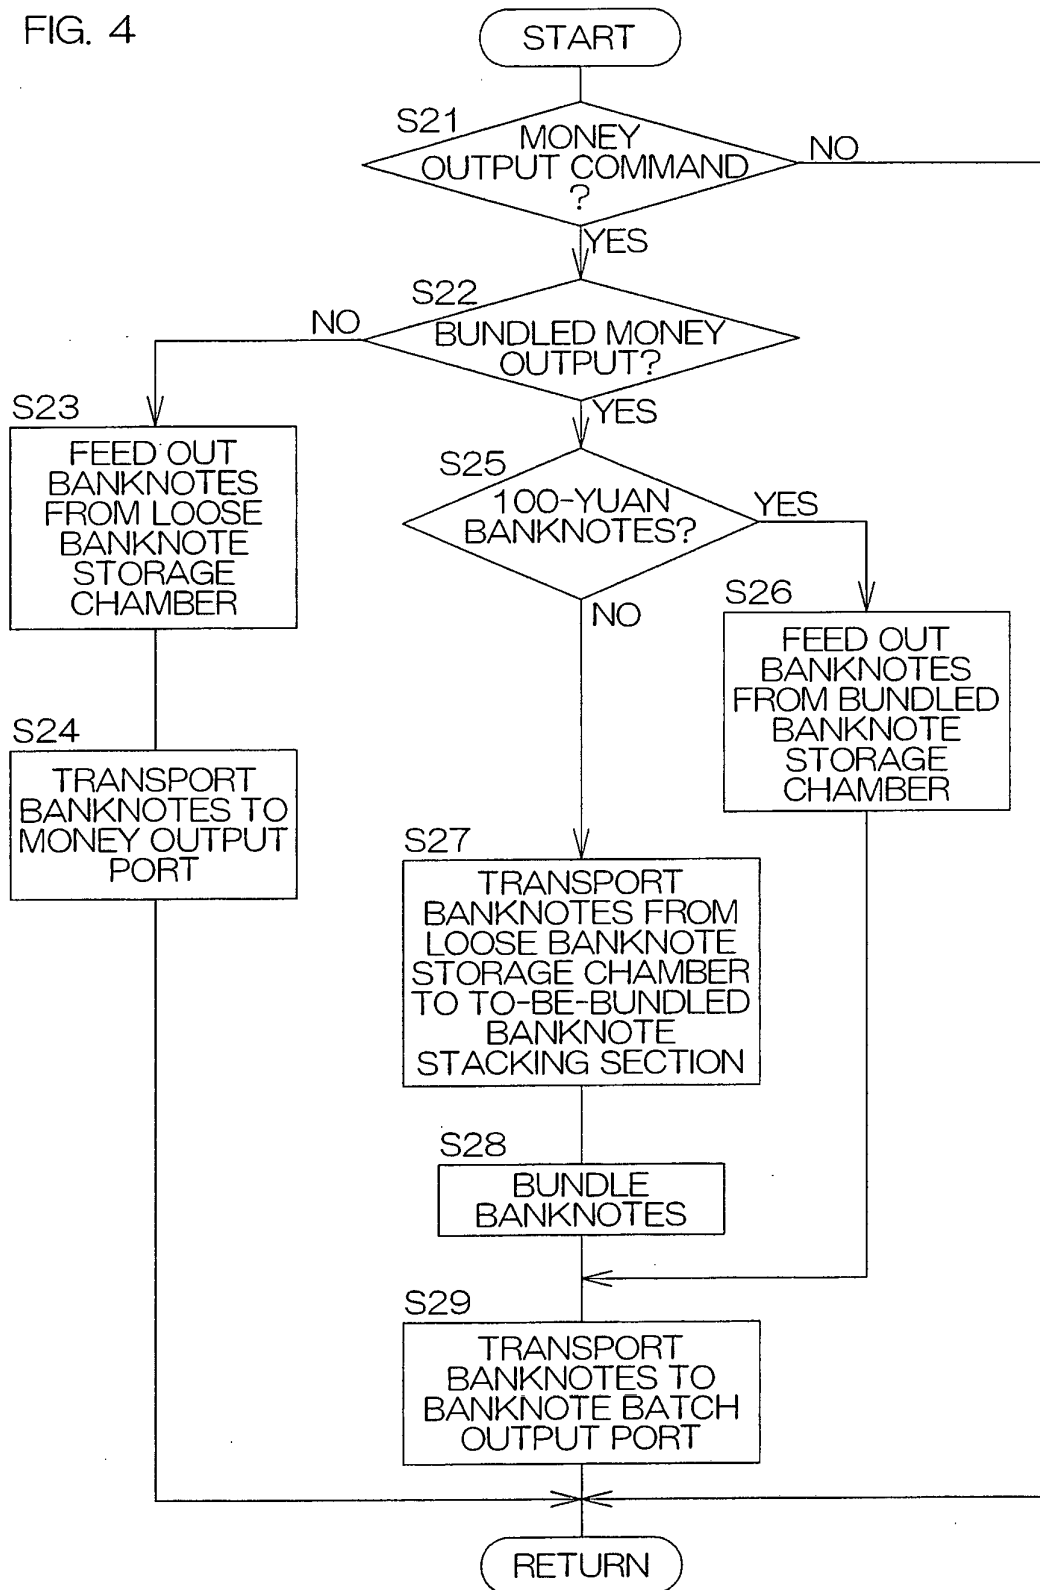 FIG. 4
START
S21
MONEY
OUTPUT COMMAND
?
NO
YES
S22
BUNDLED MONEY
OUTPUT?
NO
YES
S23
FEED OUT
BANKNOTES
FROM LOOSE
BANKNOTE
STORAGE
CHAMBER
S25
100-YUAN
BANKNOTES?
YES
NO
S26
FEED OUT
BANKNOTES
FROM BUNDLED
BANKNOTE
STORAGE
CHAMBER
S24
TRANSPORT
BANKNOTES TO
MONEY OUTPUT
PORT
S27
TRANSPORT
BANKNOTES FROM
LOOSE BANKNOTE
STORAGE CHAMBER
TO TO-BE-BUNDLED
BANKNOTE
STACKING SECTION
S28
BUNDLE
BANKNOTES
S29
TRANSPORT
BANKNOTES TO
BANKNOTE BATCH
OUTPUT PORT
RETURN